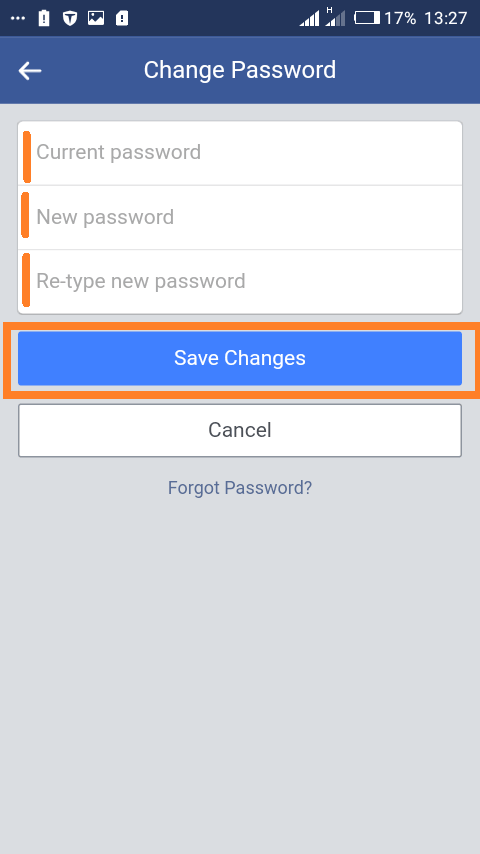 H 17% 13:27
Change Password
Current password
New password
Re-type new password
Save Changes
Cancel
Forgot Password?